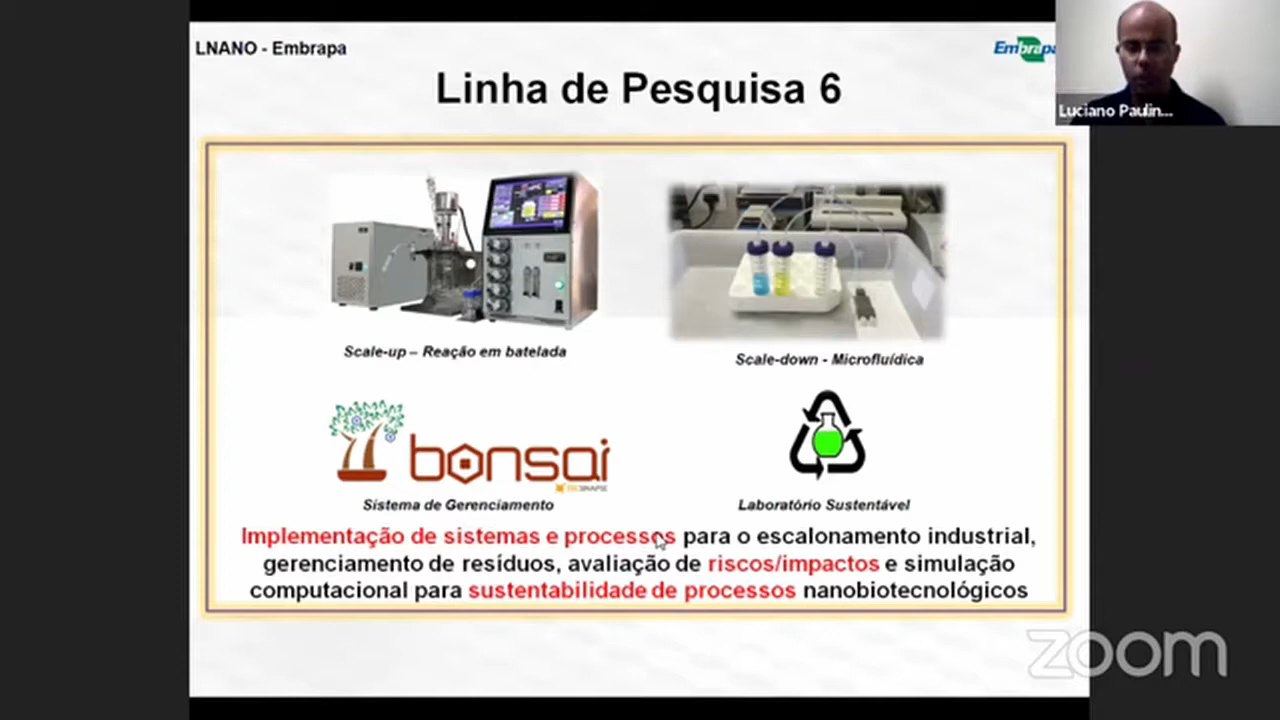 LNANO - Embrapa
Embrapa
Linha de Pesquisa 6
Luciano Paulin...
Scale-up – Reação em batelada
Scale-down - Microfluídica
bonsai
Sistema de Gerenciamento
Laboratório Sustentável
Implementação de sistemas e processos para o escalonamento industrial,
gerenciamento de resíduos, avaliação de riscos/impactos e simulação
computacional para sustentabilidade de processos nanobiotecnológicos
zoom